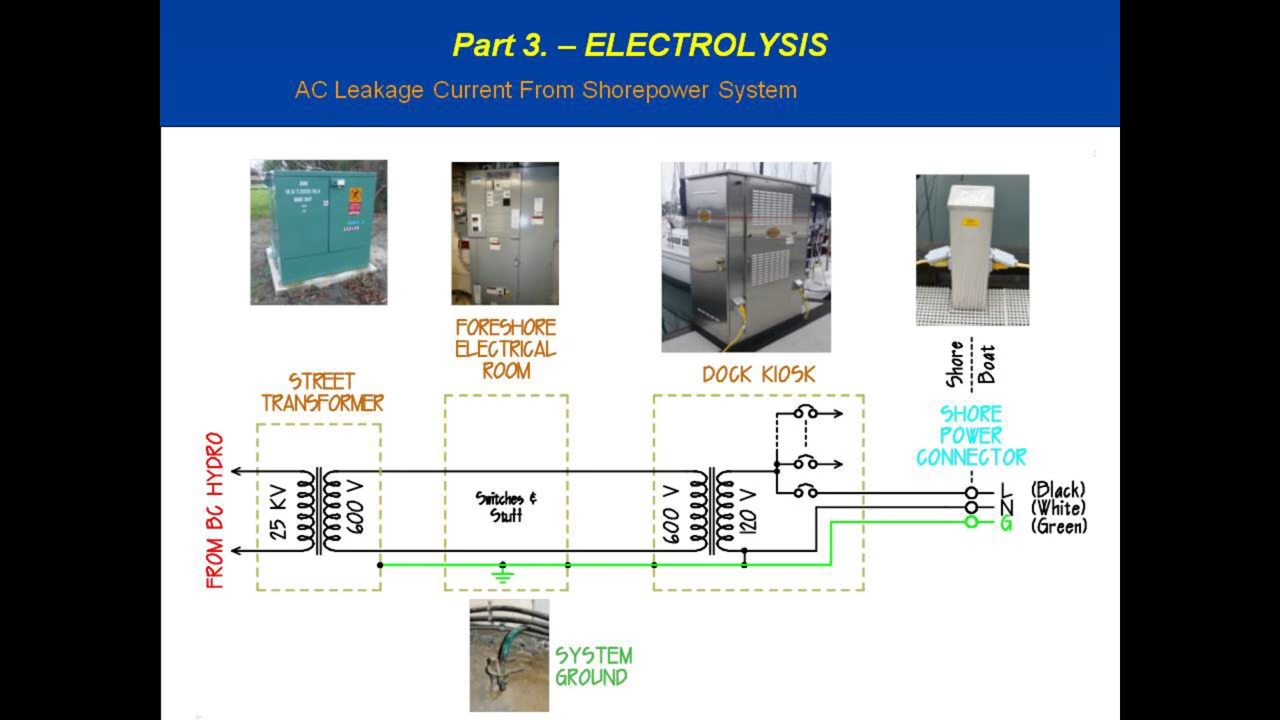 Part 3. – ELECTROLYSIS
AC Leakage Current From Shorepower System
FORESHORE
ELECTRICAL
ROOM
STREET
TRANSFORMER
DOCK KIOSK
Shore
Boat
SHORE
POWER
CONNECTOR
FROM BC HYDRO
25 KV
600 V
Switches &
Stuff
600 V
120 V
L (Black)
N (White)
G (Green)
SYSTEM
GROUND